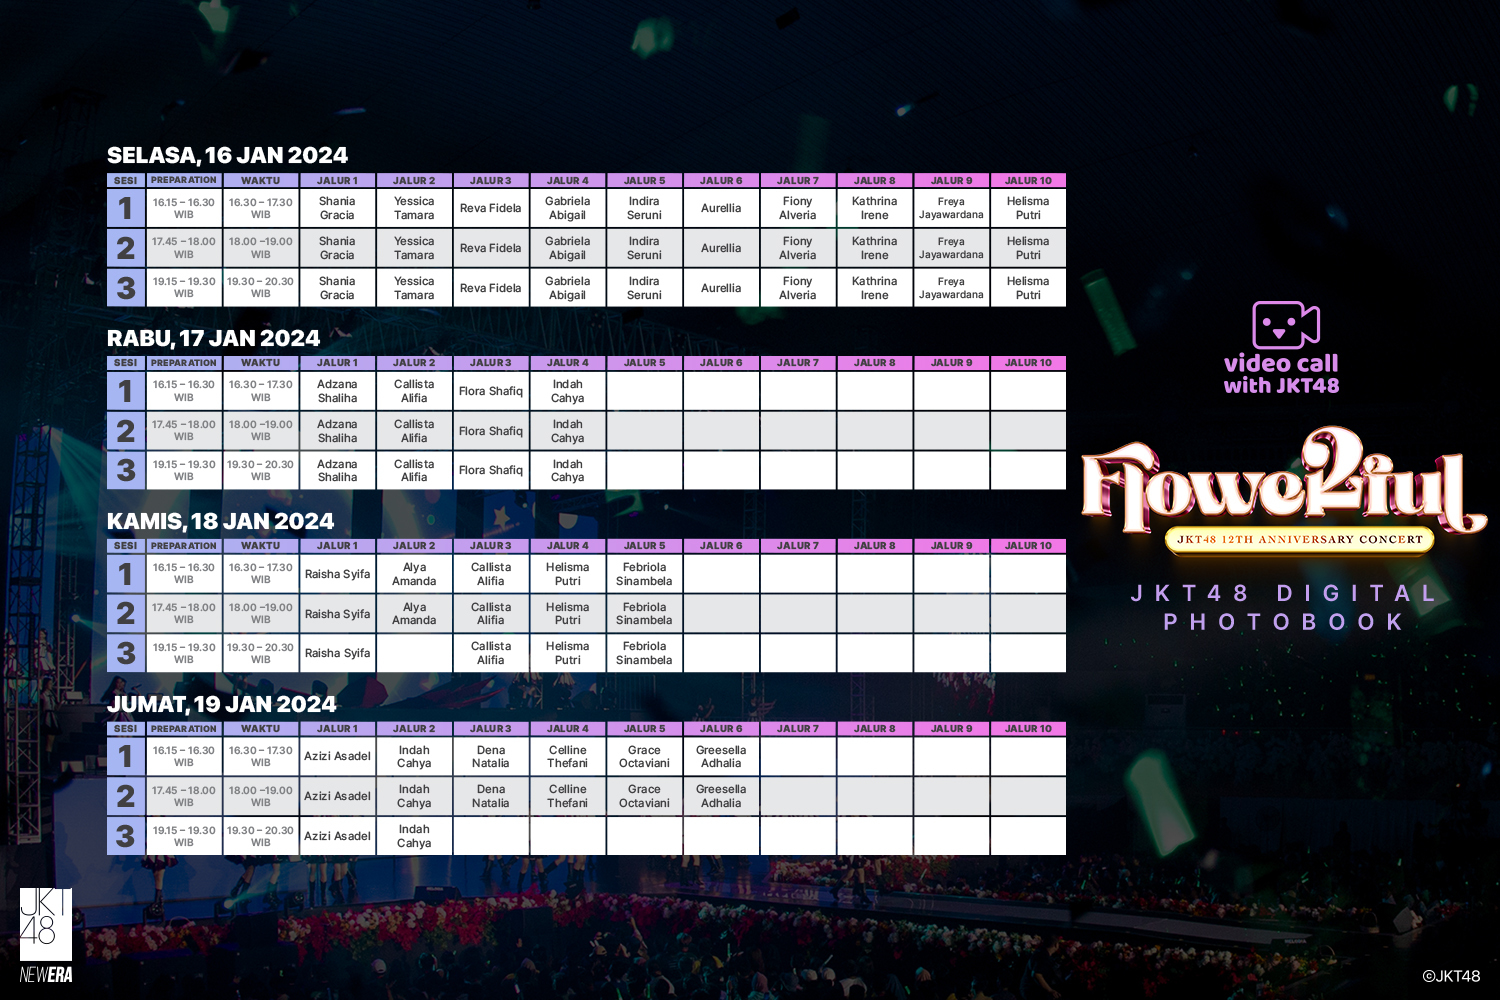 SELASA, 16 JAN 2024
SESI PREPARATION WAKTU JALUR 1 JALUR 2 JALUR 3 JALUR 4 JALUR 5 JALUR 6 JALUR 7 JALUR 8 JALUR 9 JALUR 10
1 16.15 – 16.30 WIB 16.30 – 17.30 WIB Shania Gracia Yessica Tamara Reva Fidela Gabriela Abigail Indira Seruni Aurellia Fiony Alveria Kathrina Irene Freya Jayawardana Helisma Putri
2 17.45 – 18.00 WIB 18.00 –19.00 WIB Shania Gracia Yessica Tamara Reva Fidela Gabriela Abigail Indira Seruni Aurellia Fiony Alveria Kathrina Irene Freya Jayawardana Helisma Putri
3 19.15 – 19.30 WIB 19.30 – 20.30 WIB Shania Gracia Yessica Tamara Reva Fidela Gabriela Abigail Indira Seruni Aurellia Fiony Alveria Kathrina Irene Freya Jayawardana Helisma Putri
RABU, 17 JAN 2024
SESI PREPARATION WAKTU JALUR 1 JALUR 2 JALUR 3 JALUR 4 JALUR 5 JALUR 6 JALUR 7 JALUR 8 JALUR 9 JALUR 10
1 16.15 – 16.30 WIB 16.30 – 17.30 WIB Adzana Shaliha Callista Alifia Flora Shafiq Indah Cahya
2 17.45 – 18.00 WIB 18.00 –19.00 WIB Adzana Shaliha Callista Alifia Flora Shafiq Indah Cahya
3 19.15 – 19.30 WIB 19.30 – 20.30 WIB Adzana Shaliha Callista Alifia Flora Shafiq Indah Cahya
KAMIS, 18 JAN 2024
SESI PREPARATION WAKTU JALUR 1 JALUR 2 JALUR 3 JALUR 4 JALUR 5 JALUR 6 JALUR 7 JALUR 8 JALUR 9 JALUR 10
1 16.15 – 16.30 WIB 16.30 – 17.30 WIB Raisha Syifa Alya Amanda Callista Alifia Helisma Putri Febriola Sinambela
2 17.45 – 18.00 WIB 18.00 –19.00 WIB Raisha Syifa Alya Amanda Callista Alifia Helisma Putri Febriola Sinambela
3 19.15 – 19.30 WIB 19.30 – 20.30 WIB Raisha Syifa Callista Alifia Helisma Putri Febriola Sinambela
JUMAT, 19 JAN 2024
SESI PREPARATION WAKTU JALUR 1 JALUR 2 JALUR 3 JALUR 4 JALUR 5 JALUR 6 JALUR 7 JALUR 8 JALUR 9 JALUR 10
1 16.15 – 16.30 WIB 16.30 – 17.30 WIB Azizi Asadel Indah Cahya Dena Natalia Celline Thefani Grace Octaviani Greesella Adhalia
2 17.45 – 18.00 WIB 18.00 –19.00 WIB Azizi Asadel Indah Cahya Dena Natalia Celline Thefani Grace Octaviani Greesella Adhalia
3 19.15 – 19.30 WIB 19.30 – 20.30 WIB Azizi Asadel Indah Cahya
video call
with JKT48
Flowe12ful
JKT48 12TH ANNIVERSARY CONCERT
JKT48 DIGITAL
PHOTOBOOK
JKT
48
NEWERA
©JKT48